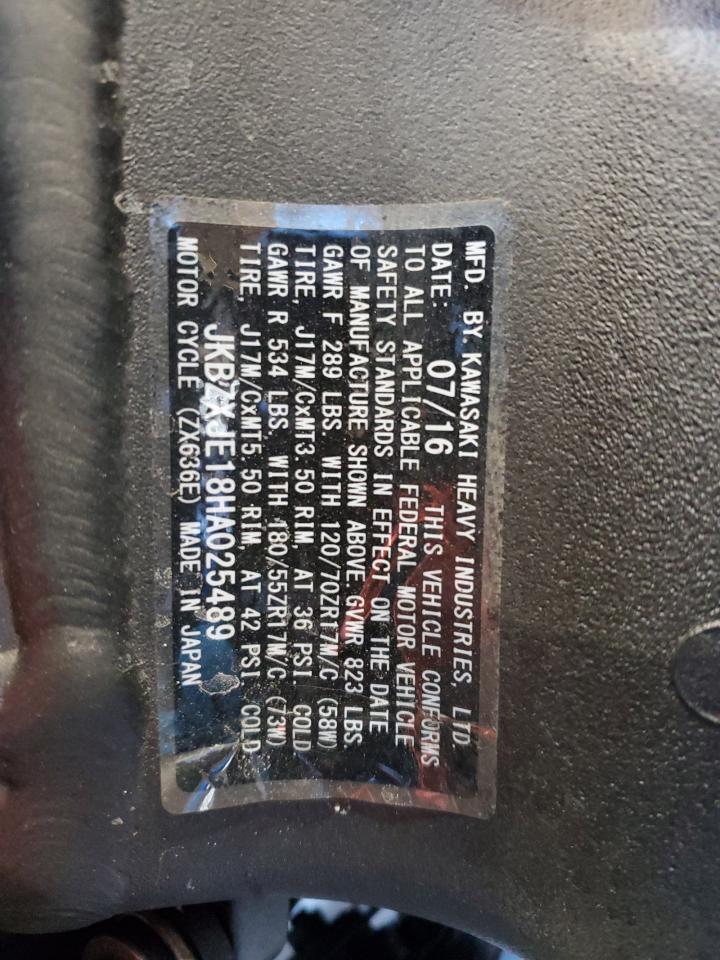 MFD. BY. KAWASAKI HEAVY INDUSTRIES, LTD
DATE: 07/16 THIS VEHICLE CONFORMS
TO ALL APPLICABLE FEDERAL MOTOR VEHICLE
SAFETY STANDARDS IN EFFECT ON THE DATE
OF MANUFACTURE SHOWN ABOVE. GVWR 823 LBS
GAWR F 289 LBS WITH 120/70ZR17M/C (58W)
TIRE, J17M/CxMT3.50 RIM, AT 36 PSI COLD
GAWR R 534 LBS. WITH 180/55ZR17M/C (73W)
TIRE, J17M/CxMT5.50 RIM, AT 42 PSI COLD
JKBZXJE18HA025489
MOTOR CYCLE (ZX636E) MADE IN JAPAN